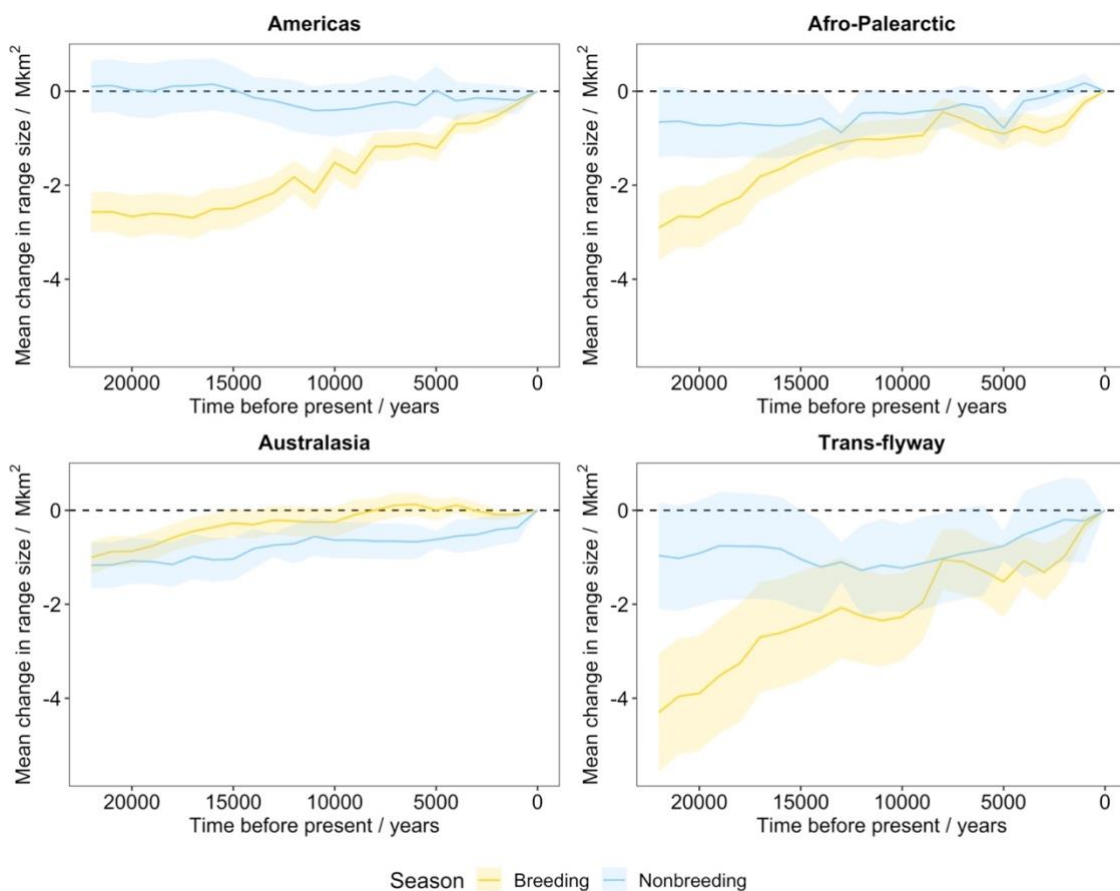 Americas
Mean change in range size / Mkm²
0
-2
-4
20000 15000 10000 5000 0
Time before present / years
Afro-Palearctic
Mean change in range size / Mkm²
0
-2
-4
20000 15000 10000 5000 0
Time before present / years
Australasia
Mean change in range size / Mkm²
0
-2
-4
20000 15000 10000 5000 0
Time before present / years
Trans-flyway
Mean change in range size / Mkm²
0
-2
-4
20000 15000 10000 5000 0
Time before present / years
Season Breeding Nonbreeding